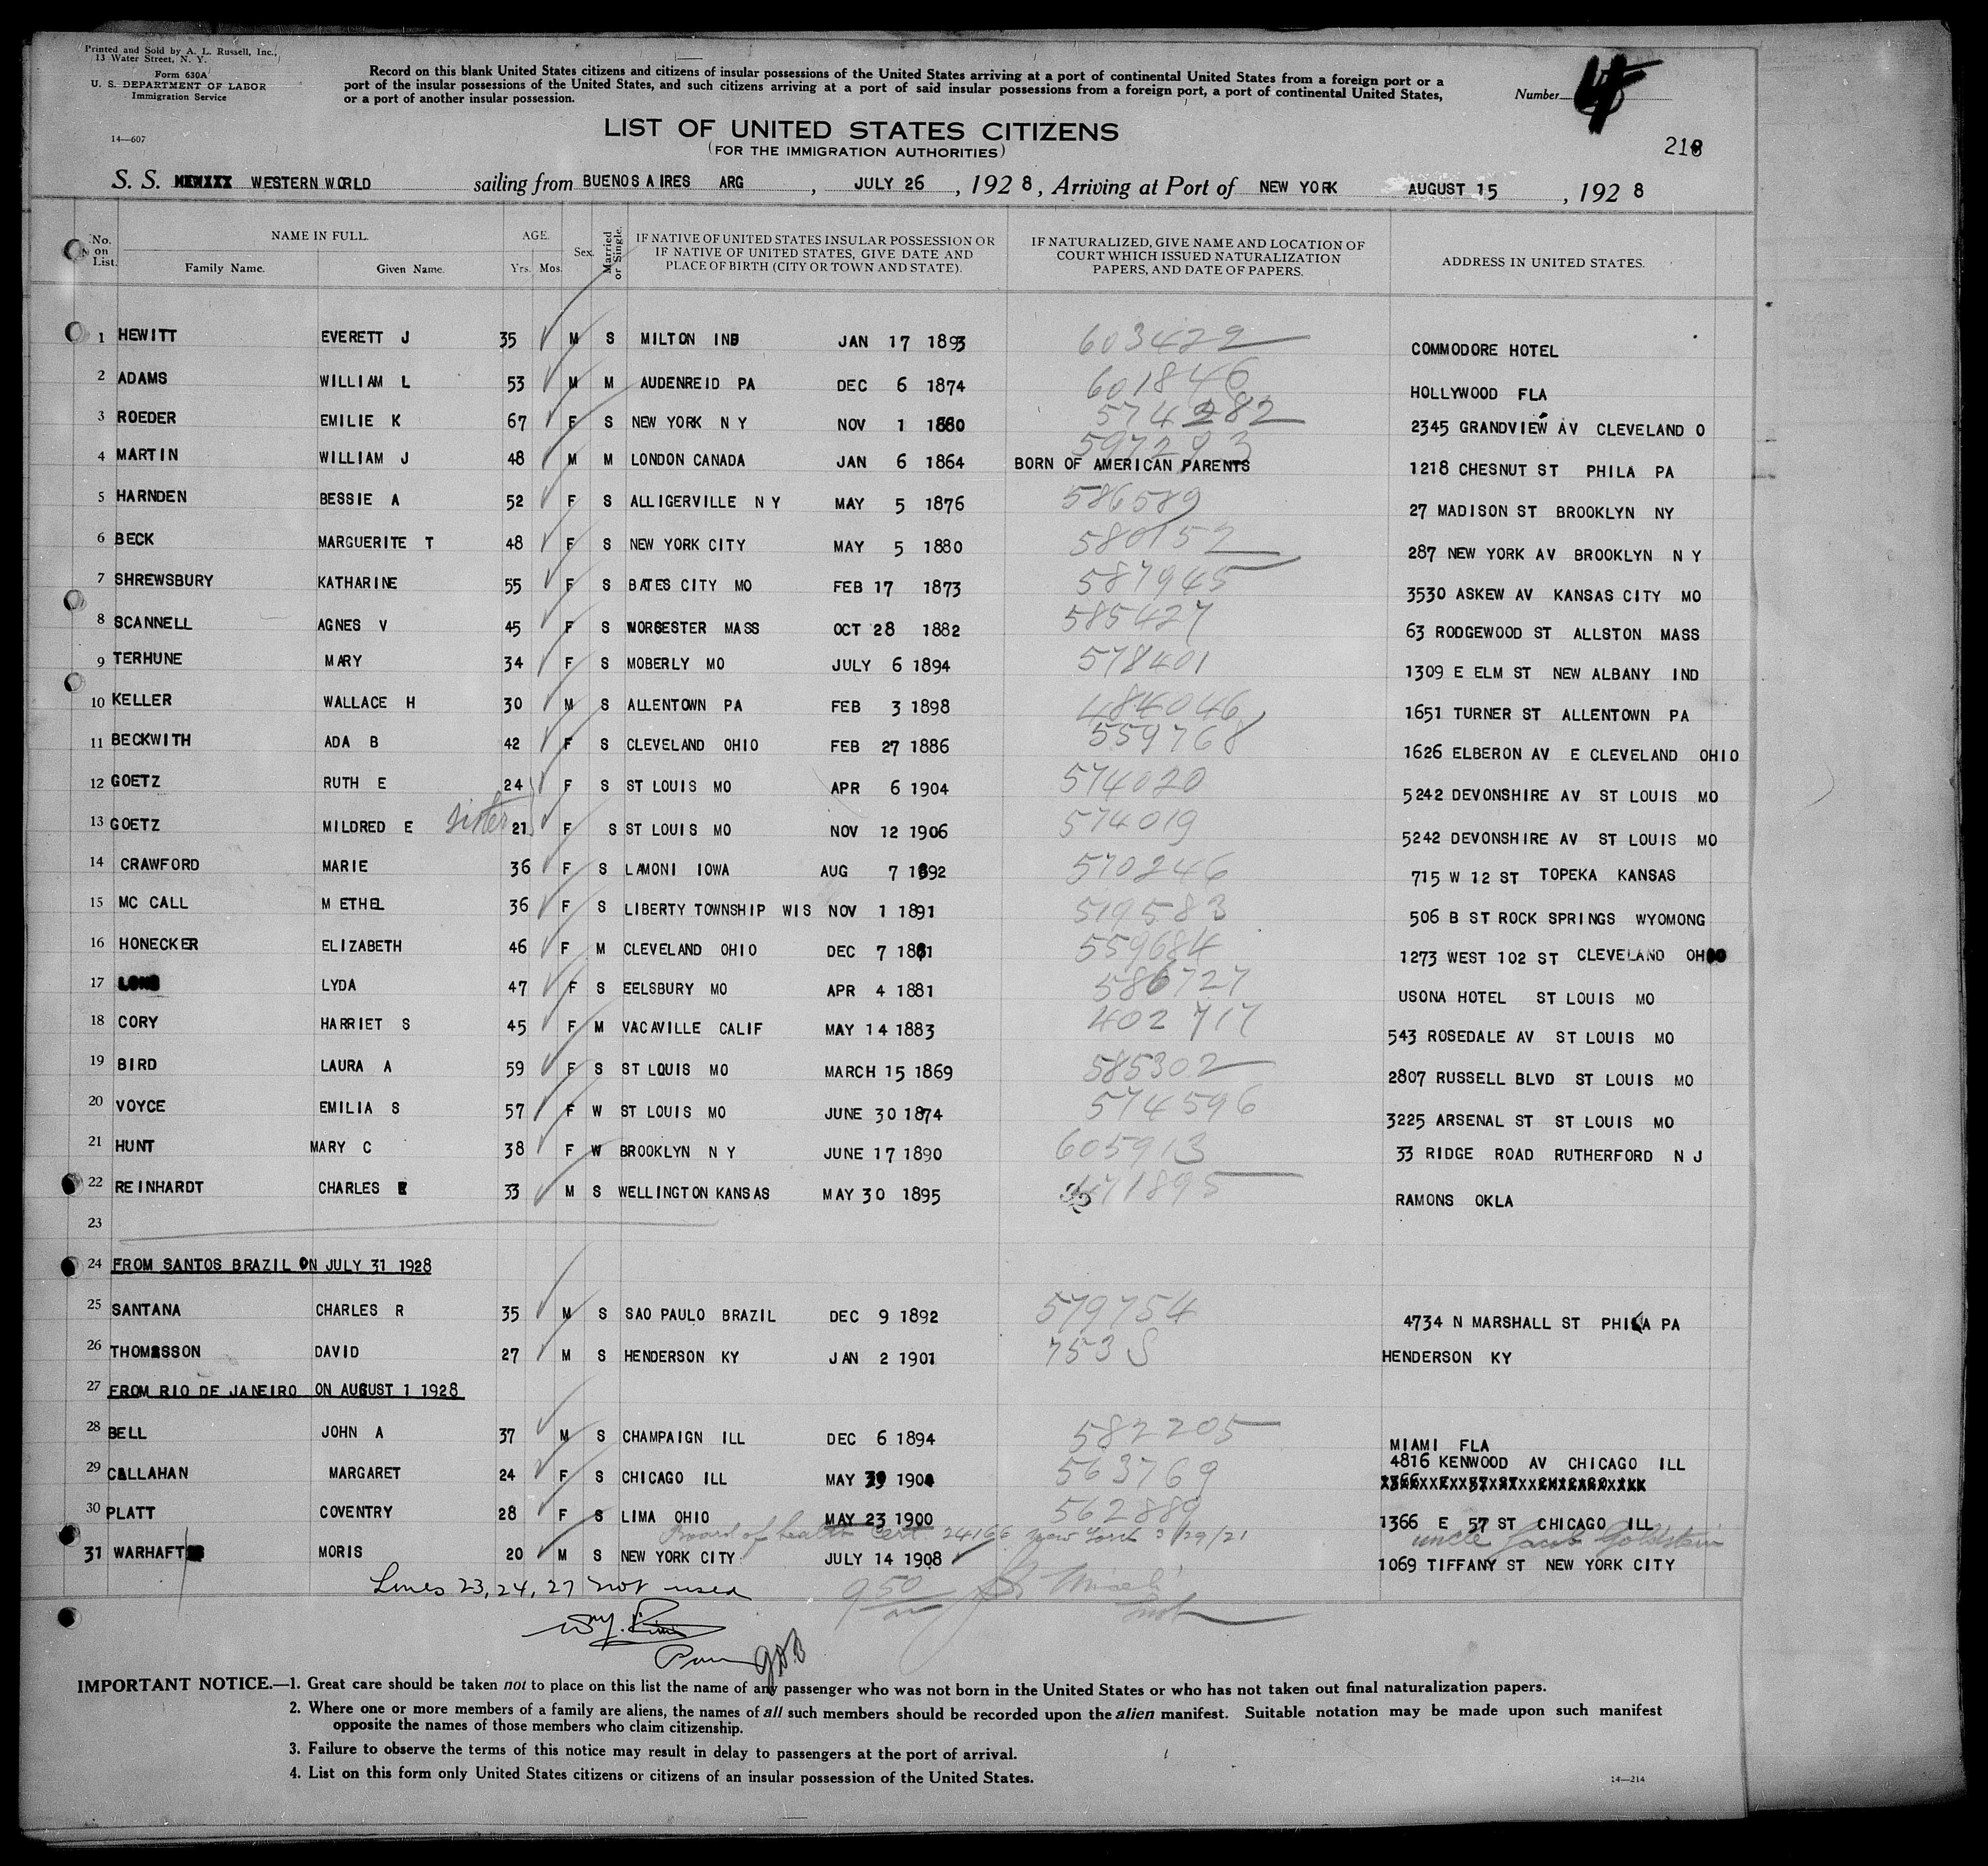 Printed and Sold by A. L. Russell, Inc.,
13 Water Street, N. Y.
Form 630A
U. S. DEPARTMENT OF LABOR
Immigration Service
14—607
Record on this blank United States citizens and citizens of insular possessions of the United States arriving at a port of continental United States from a foreign port or a
port of the insular possessions of the United States, and such citizens arriving at a port of said insular possessions from a foreign port, a port of continental United States,
or a port of another insular possession.
Number 4
218
LIST OF UNITED STATES CITIZENS
(FOR THE IMMIGRATION AUTHORITIES)
S. S. WESTERN WORLD sailing from BUENOS AIRES ARG, JULY 26, 1928, Arriving at Port of NEW YORK AUGUST 15, 1928
No. on List.
NAME IN FULL.
Family Name. Given Name.
AGE.
Yrs. Mos.
Sex.
Married or Single.
IF NATIVE OF UNITED STATES INSULAR POSSESSION OR
IF NATIVE OF UNITED STATES, GIVE DATE AND
PLACE OF BIRTH (CITY OR TOWN AND STATE).
IF NATURALIZED, GIVE NAME AND LOCATION OF
COURT WHICH ISSUED NATURALIZATION
PAPERS, AND DATE OF PAPERS.
ADDRESS IN UNITED STATES.
1 HEWITT EVERETT J 35 M S MILTON IND JAN 17 1893 603422 COMMODORE HOTEL
2 ADAMS WILLIAM L 53 M M AUDENREID PA DEC 6 1874 601846 HOLLYWOOD FLA
3 ROEDER EMILIE K 67 F S NEW YORK N Y NOV 1 1860 574282 2345 GRANDVIEW AV CLEVELAND O
4 MARTIN WILLIAM J 48 M M LONDON CANADA JAN 6 1864 597293 BORN OF AMERICAN PARENTS 1218 CHESNUT ST PHILA PA
5 HARNDEN BESSIE A 52 F S ALLIGERVILLE N Y MAY 5 1876 586589 27 MADISON ST BROOKLYN NY
6 BECK MARGUERITE T 48 F S NEW YORK CITY MAY 5 1880 580152 287 NEW YORK AV BROOKLYN N Y
7 SHREWSBURY KATHARINE 55 F S BATES CITY MO FEB 17 1873 587945 3530 ASKEW AV KANSAS CITY MO
8 SCANNELL AGNES V 45 F S WORCESTER MASS OCT 28 1882 585427 63 RODGEWOOD ST ALLSTON MASS
9 TERHUNE MARY 34 F S MOBERLY MO JULY 6 1894 578401 1309 E ELM ST NEW ALBANY IND
10 KELLER WALLACE H 30 M S ALLENTOWN PA FEB 3 1898 484046 1651 TURNER ST ALLENTOWN PA
11 BECKWITH ADA B 42 F S CLEVELAND OHIO FEB 27 1886 559768 1626 ELBERON AV E CLEVELAND OHIO
12 GOETZ RUTH E 24 F S ST LOUIS MO APR 6 1904 574020 5242 DEVONSHIRE AV ST LOUIS MO
13 GOETZ MILDRED E sister 21 F S ST LOUIS MO NOV 12 1906 574019 5242 DEVONSHIRE AV ST LOUIS MO
14 CRAWFORD MARIE 36 F S LAMONI IOWA AUG 7 1892 570246 715 W 12 ST TOPEKA KANSAS
15 MC CALL M ETHEL 36 F S LIBERTY TOWNSHIP WIS NOV 1 1891 519583 506 B ST ROCK SPRINGS WYOMONG
16 HONECKER ELIZABETH 46 F M CLEVELAND OHIO DEC 7 1881 559684 1273 WEST 102 ST CLEVELAND OHIO
17 LONG LYDA 47 F S EELSBURY MO APR 4 1881 586727 USONA HOTEL ST LOUIS MO
18 CORY HARRIET S 45 F M VACAVILLE CALIF MAY 14 1883 402717 543 ROSEDALE AV ST LOUIS MO
19 BIRD LAURA A 59 F S ST LOUIS MO MARCH 15 1869 585302 2807 RUSSELL BLVD ST LOUIS MO
20 VOYCE EMILIA S 57 F W ST LOUIS MO JUNE 30 1874 574596 3225 ARSENAL ST ST LOUIS MO
21 HUNT MARY C 38 F W BROOKLYN N Y JUNE 17 1890 605913 33 RIDGE ROAD RUTHERFORD N J
22 REINHARDT CHARLES E 33 M S WELLINGTON KANSAS MAY 30 1895 RAMONS OKLA
23
24 FROM SANTOS BRAZIL ON JULY 31 1928
25 SANTANA CHARLES R 35 M S SAO PAULO BRAZIL DEC 9 1892 579754 4734 N MARSHALL ST PHILA PA
26 THOMASSON DAVID 27 M S HENDERSON KY JAN 2 1901 753 S HENDERSON KY
27 FROM RIO DE JANEIRO ON AUGUST 1 1928
28 BELL JOHN A 37 M S CHAMPAIGN ILL DEC 6 1894 582205 MIAMI FLA
29 CALLAHAN MARGARET 24 F S CHICAGO ILL MAY 1904 563769 4816 KENWOOD AV CHICAGO ILL
30 PLATT COVENTRY 28 F S LIMA OHIO MAY 23 1900 562889 1366 E 57 ST CHICAGO ILL
Board of health Cert. 24166 New York 3/29/21 uncle Jacob Goldstein
31 WARHAFT MORIS 20 M S NEW YORK CITY JULY 14 1908 1069 TIFFANY ST NEW YORK CITY
Lines 23, 24, 27 not used
950
IMPORTANT NOTICE.—1. Great care should be taken not to place on this list the name of any passenger who was not born in the United States or who has not taken out final naturalization papers.
2. Where one or more members of a family are aliens, the names of all such members should be recorded upon the alien manifest. Suitable notation may be made upon such manifest
opposite the names of those members who claim citizenship.
3. Failure to observe the terms of this notice may result in delay to passengers at the port of arrival.
4. List on this form only United States citizens or citizens of an insular possession of the United States.
14—214